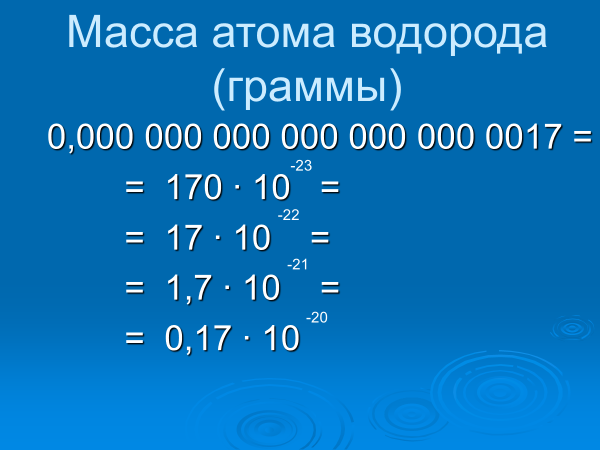 Масса атома водорода
(граммы)
0,000 000 000 000 000 000 0017 =
= 170 · 10⁻²³ =
= 17 · 10⁻²² =
= 1,7 · 10⁻²¹ =
= 0,17 · 10⁻²⁰